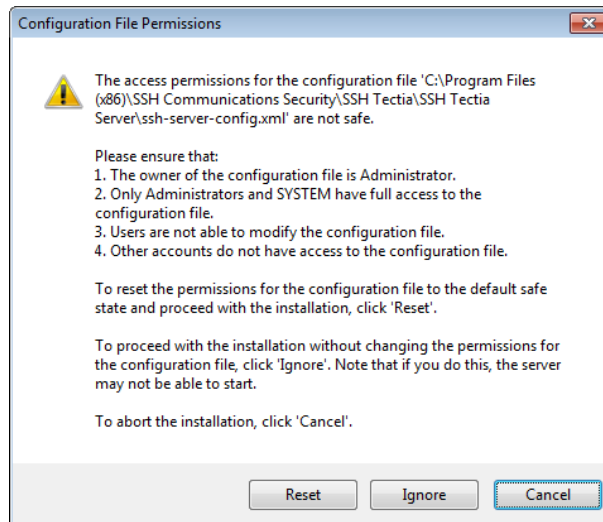 Configuration File Permissions
The access permissions for the configuration file 'C:\Program Files
(x86)\SSH Communications Security\SSH Tectia\SSH Tectia
Server\ssh-server-config.xml' are not safe.
Please ensure that:
1. The owner of the configuration file is Administrator.
2. Only Administrators and SYSTEM have full access to the
configuration file.
3. Users are not able to modify the configuration file.
4. Other accounts do not have access to the configuration file.
To reset the permissions for the configuration file to the default safe
state and proceed with the installation, click 'Reset'.
To proceed with the installation without changing the permissions for
the configuration file, click 'Ignore'. Note that if you do this, the server
may not be able to start.
To abort the installation, click 'Cancel'.
Reset
Ignore
Cancel